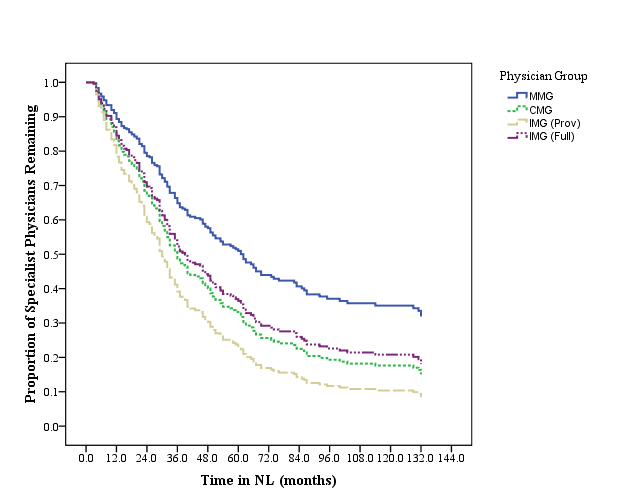 Physician Group
MMG
CMG
IMG (Prov)
IMG (Full)
Proportion of Specialist Physicians Remaining
1.0
0.9
0.8
0.7
0.6
0.5
0.4
0.3
0.2
0.1
0.0
0.0 12.0 24.0 36.0 48.0 60.0 72.0 84.0 96.0 108.0 120.0 132.0 144.0
Time in NL (months)